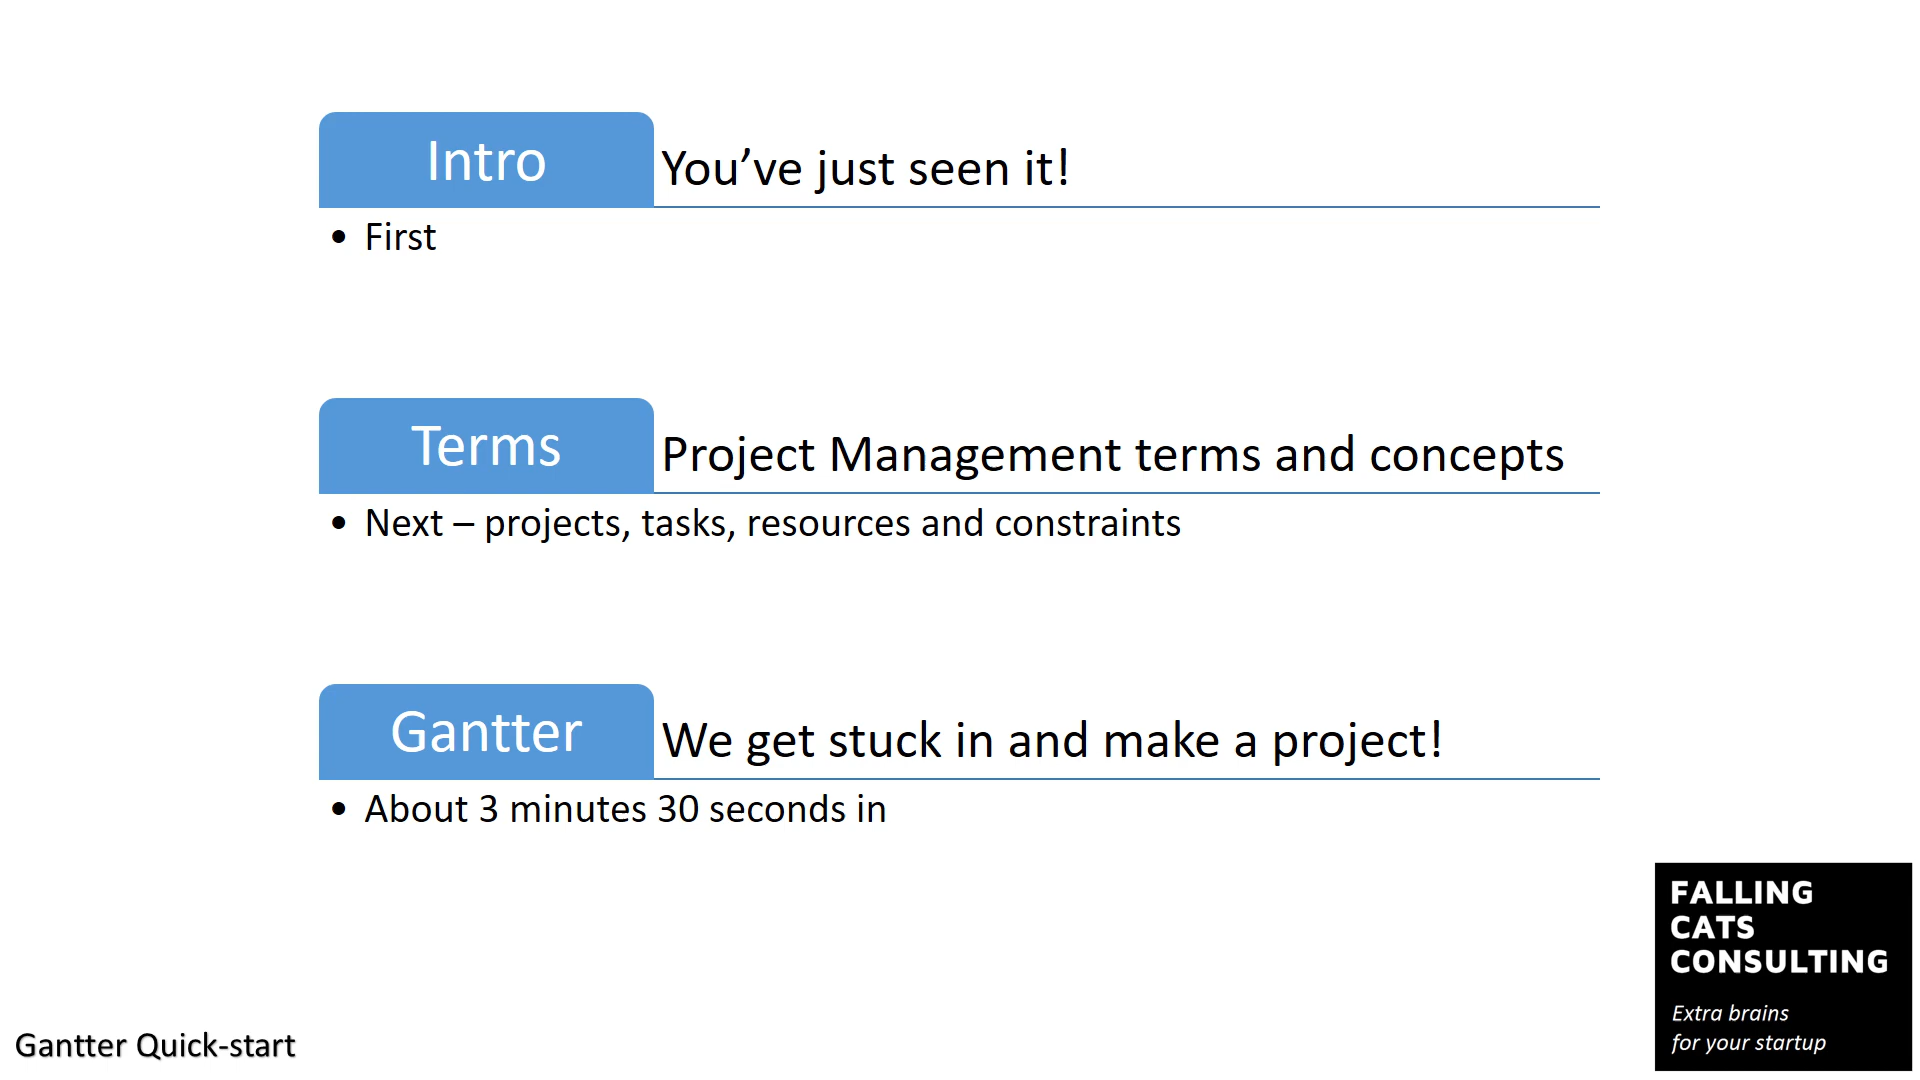 Intro
You’ve just seen it!
• First
Terms
Project Management terms and concepts
• Next – projects, tasks, resources and constraints
Gantter
We get stuck in and make a project!
• About 3 minutes 30 seconds in
FALLING
CATS
CONSULTING
Extra brains
for your startup
Gantter Quick-start